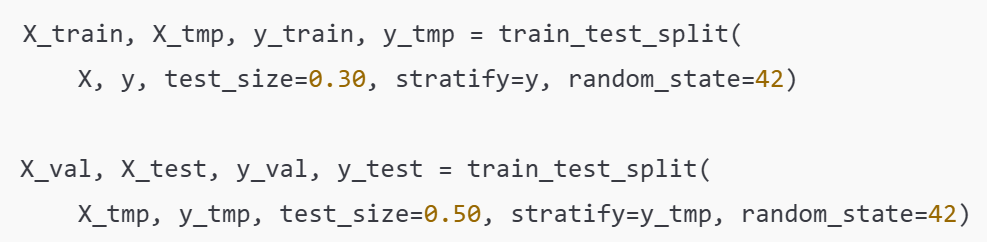 X_train, X_tmp, y_train, y_tmp = train_test_split(
    X, y, test_size=0.30, stratify=y, random_state=42)
X_val, X_test, y_val, y_test = train_test_split(
    X_tmp, y_tmp, test_size=0.50, stratify=y_tmp, random_state=42)